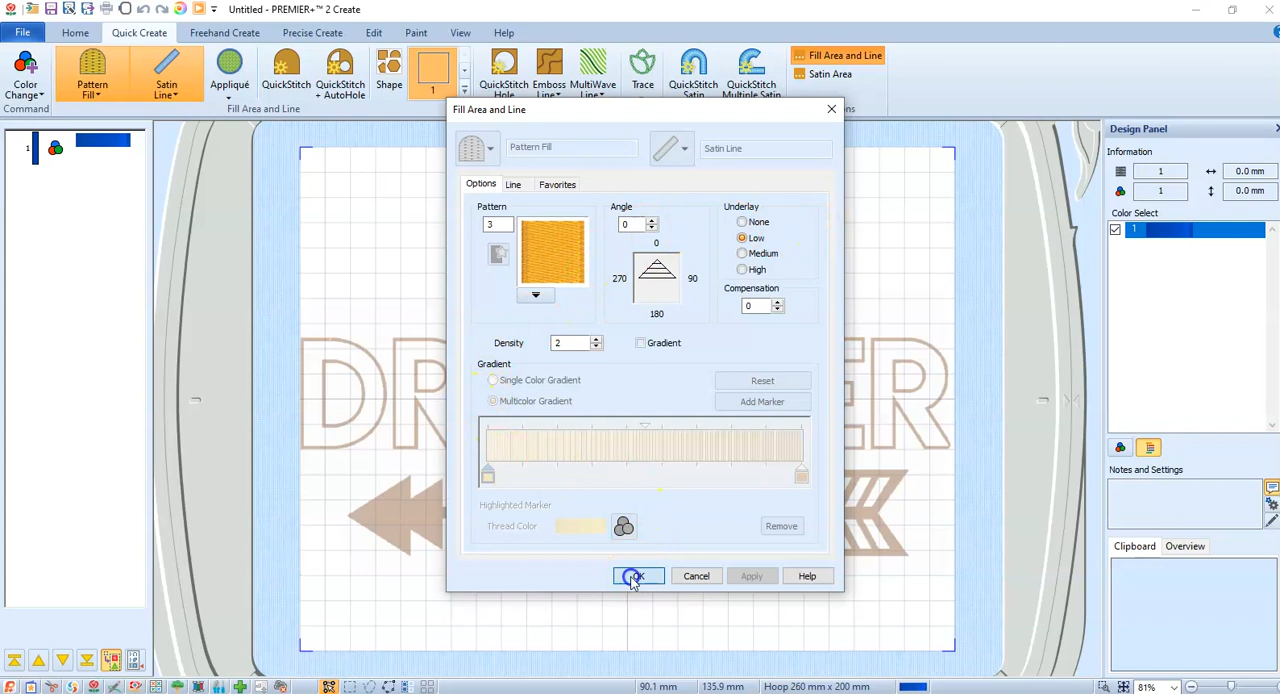 Untitled - PREMIER+™ 2 Create
File
Home
Quick Create
Freehand Create
Precise Create
Edit
Paint
View
Help
Color Change
Pattern Fill
Satin Line
Appliqué
QuickStitch
QuickStitch + AutoHole
Shape
1
QuickStitch Hole
Emboss Line
MultiWave Line
Trace
QuickStitch Satin
QuickStitch Multiple Satin
Fill Area and Line
Satin Area
Command
Fill Area and Line
1
Fill Area and Line
Pattern Fill
Satin Line
Options
Line
Favorites
Pattern
3
Angle
0
0
270
90
180
Underlay
None
Low
Medium
High
Compensation
0
Density
2
Gradient
Gradient
Single Color Gradient
Multicolor Gradient
Reset
Add Marker
Highlighted Marker
Thread Color
Remove
OK
Cancel
Apply
Help
DR
ER
Design Panel
Information
1
0.0 mm
1
0.0 mm
Color Select
1
Notes and Settings
Clipboard
Overview
90.1 mm
135.9 mm
Hoop 260 mm x 200 mm
81%